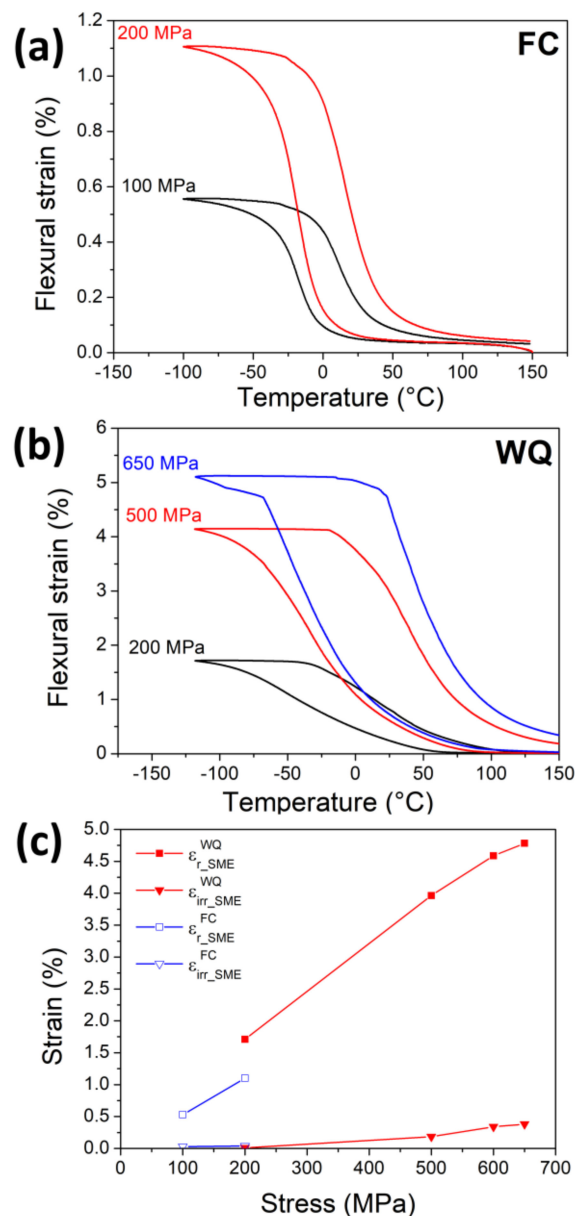 (a)
FC
200 MPa
100 MPa
Flexural strain (%)
1.2
1.0
0.8
0.6
0.4
0.2
0.0
-150 -100 -50 0 50 100 150
Temperature (°C)
(b)
WQ
650 MPa
500 MPa
200 MPa
Flexural strain (%)
6
5
4
3
2
1
0
-150 -100 -50 0 50 100 150
Temperature (°C)
(c)
ε r_SME WQ
ε irr_SME WQ
ε r_SME FC
ε irr_SME FC
Strain (%)
5.0
4.5
4.0
3.5
3.0
2.5
2.0
1.5
1.0
0.5
0.0
0 100 200 300 400 500 600 700
Stress (MPa)